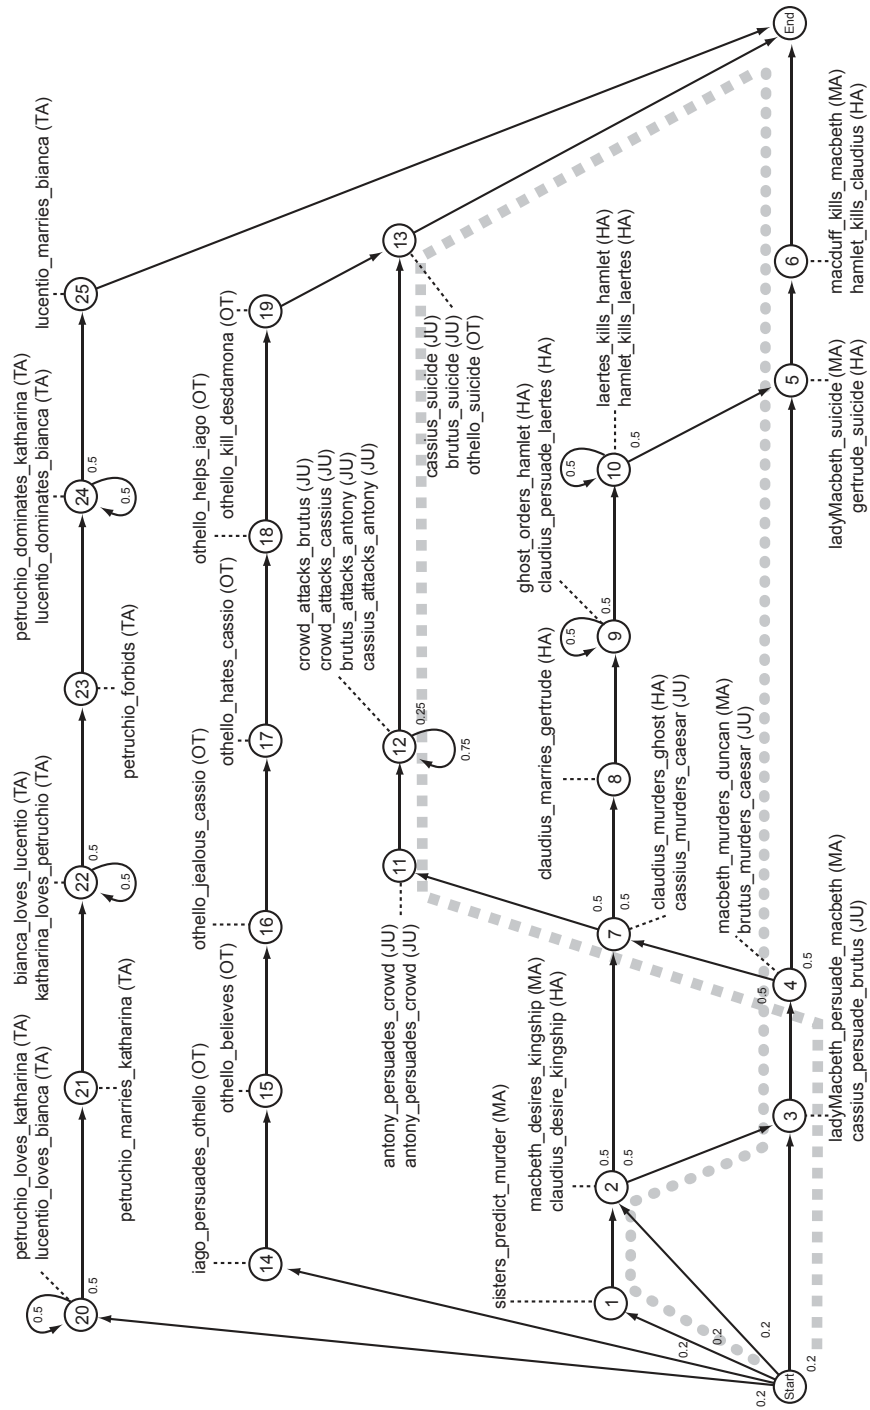 petruchio_loves_katharina (TA)
lucentio_loves_bianca (TA)
0.5
20
0.5
21
petruchio_marries_katharina (TA)
bianca_loves_lucentio (TA)
katharina_loves_petruchio (TA)
22
0.5
0.5
23
petruchio_forbids (TA)
petruchio_dominates_katharina (TA)
lucentio_dominates_bianca (TA)
24
0.5
0.5
lucentio_marries_bianca (TA)
25
iago_persuades_othello (OT)
14
othello_believes (OT)
15
othello_jealous_cassio (OT)
16
othello_hates_cassio (OT)
17
othello_helps_iago (OT)
18
othello_kill_desdamona (OT)
19
antony_persuades_crowd (JU)
antony_persuades_crowd (JU)
11
crowd_attacks_brutus (JU)
crowd_attacks_cassius (JU)
brutus_attacks_antony (JU)
cassius_attacks_antony (JU)
12
0.25
0.75
13
cassius_suicide (JU)
brutus_suicide (JU)
othello_suicide (OT)
sisters_predict_murder (MA)
1
macbeth_desires_kingship (MA)
claudius_desire_kingship (HA)
2
0.5
0.5
7
0.5
0.5
claudius_murders_ghost (HA)
cassius_murders_caesar (JU)
claudius_marries_gertrude (HA)
8
ghost_orders_hamlet (HA)
claudius_persuade_laertes (HA)
9
0.5
0.5
laertes_kills_hamlet (HA)
hamlet_kills_laertes (HA)
10
0.5
0.5
Start
0.2
0.2
0.2
0.2
0.2
3
ladyMacbeth_persuade_macbeth (MA)
cassius_persuade_brutus (JU)
macbeth_murders_duncan (MA)
brutus_murders_caesar (JU)
4
0.5
0.5
5
ladyMacbeth_suicide (MA)
gertrude_suicide (HA)
6
macduff_kills_macbeth (MA)
hamlet_kills_claudius (HA)
End